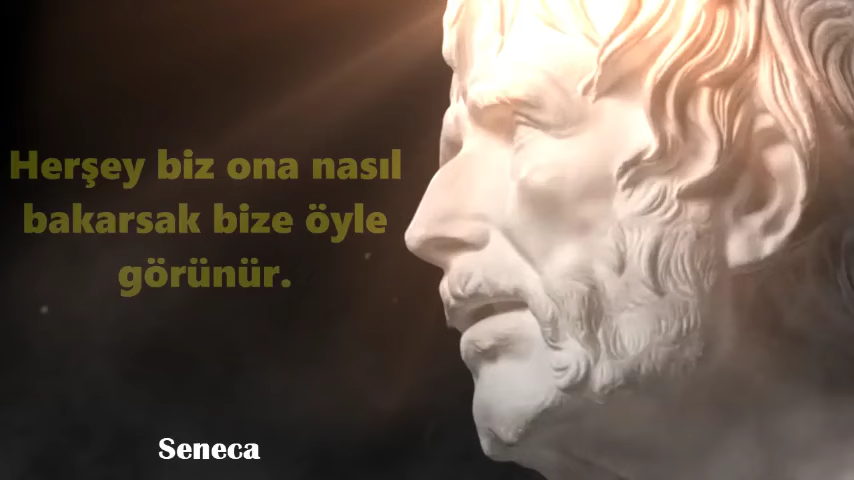 Herşey biz ona nasıl
bakarsak bize öyle
görünür.
Seneca